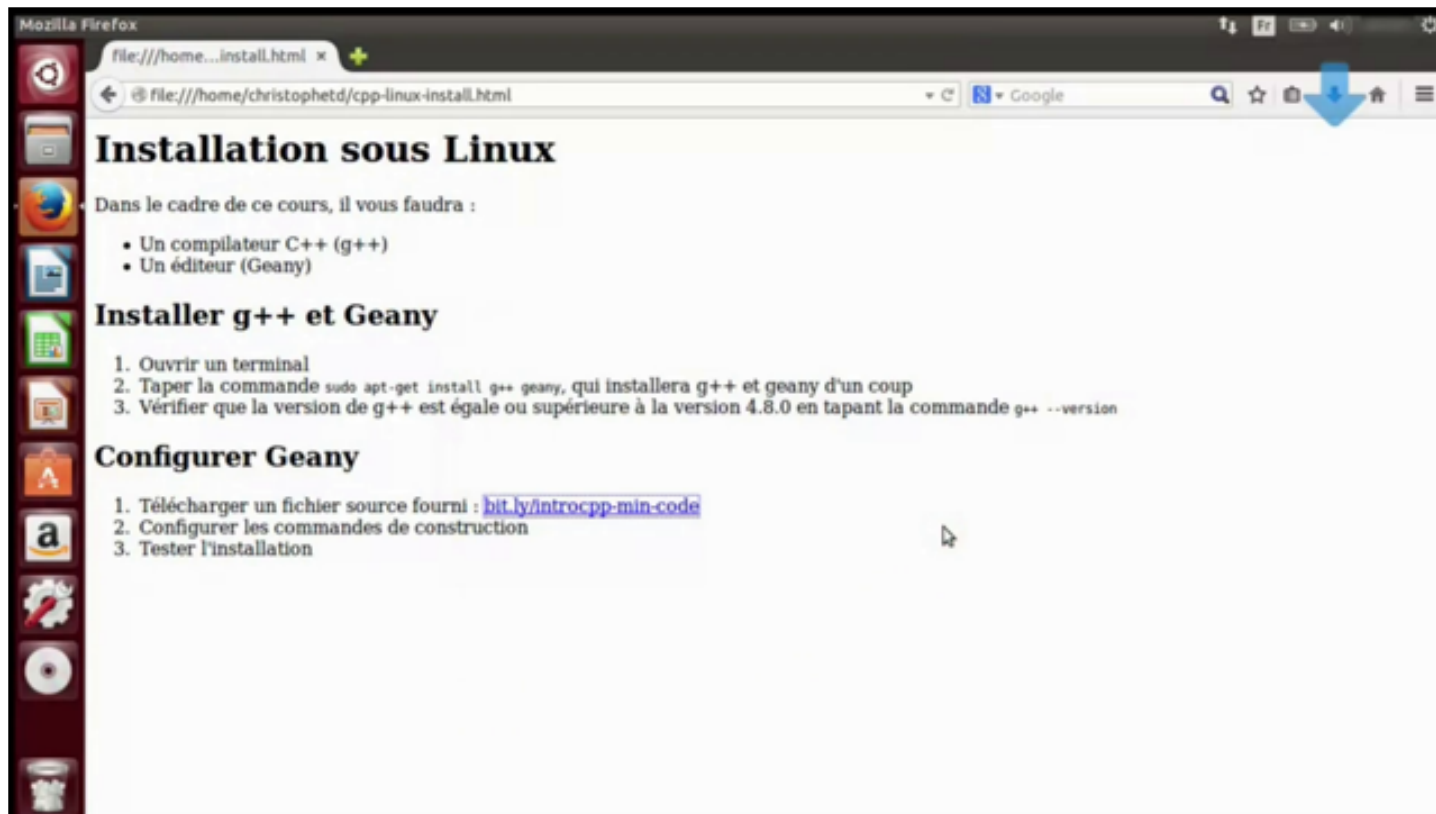 Mozilla Firefox
Fr
file:///home...install.html
file:///home/christophetd/cpp-linux-install.html
Google
Installation sous Linux
Dans le cadre de ce cours, il vous faudra :
• Un compilateur C++ (g++)
• Un éditeur (Geany)
Installer g++ et Geany
1. Ouvrir un terminal
2. Taper la commande sudo apt-get install g++ geany, qui installera g++ et geany d'un coup
3. Vérifier que la version de g++ est égale ou supérieure à la version 4.8.0 en tapant la commande g++ --version
Configurer Geany
1. Télécharger un fichier source fourni : bit.ly/introcpp-min-code
2. Configurer les commandes de construction
3. Tester l'installation